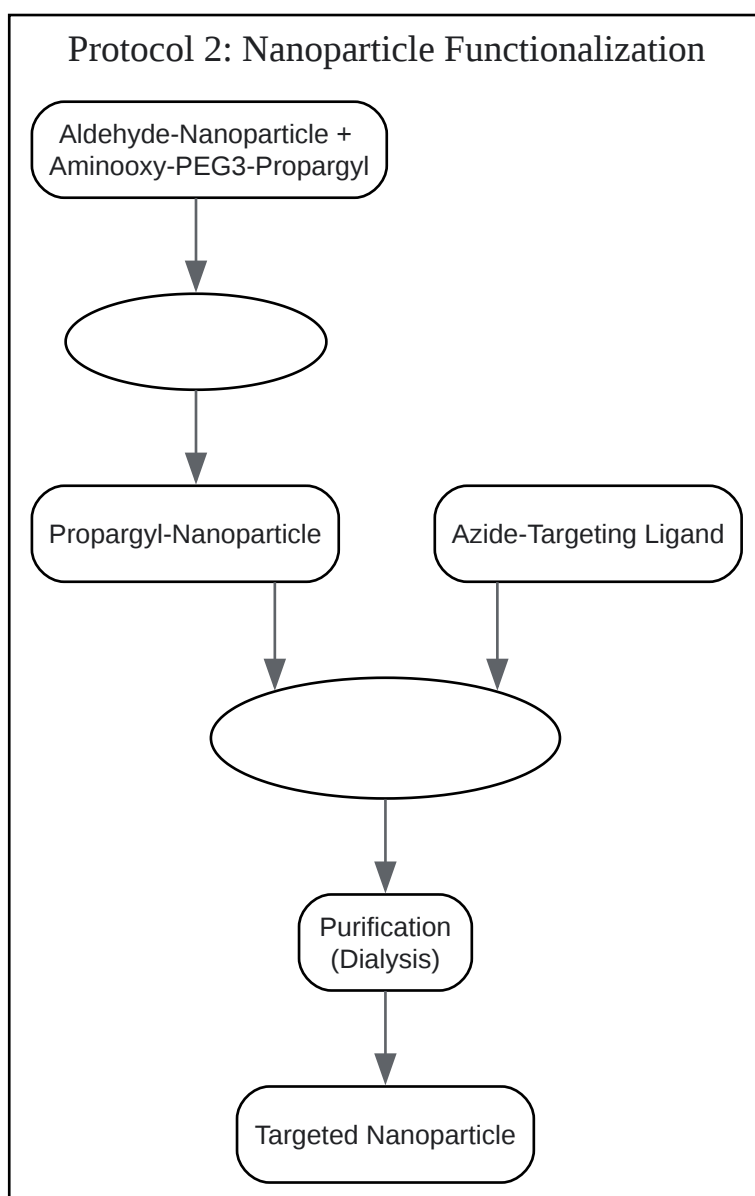 Protocol 2: Nanoparticle Functionalization
Aldehyde-Nanoparticle +
Aminooxy-PEG3-Propargyl
Propargyl-Nanoparticle
Azide-Targeting Ligand
Purification
(Dialysis)
Targeted Nanoparticle